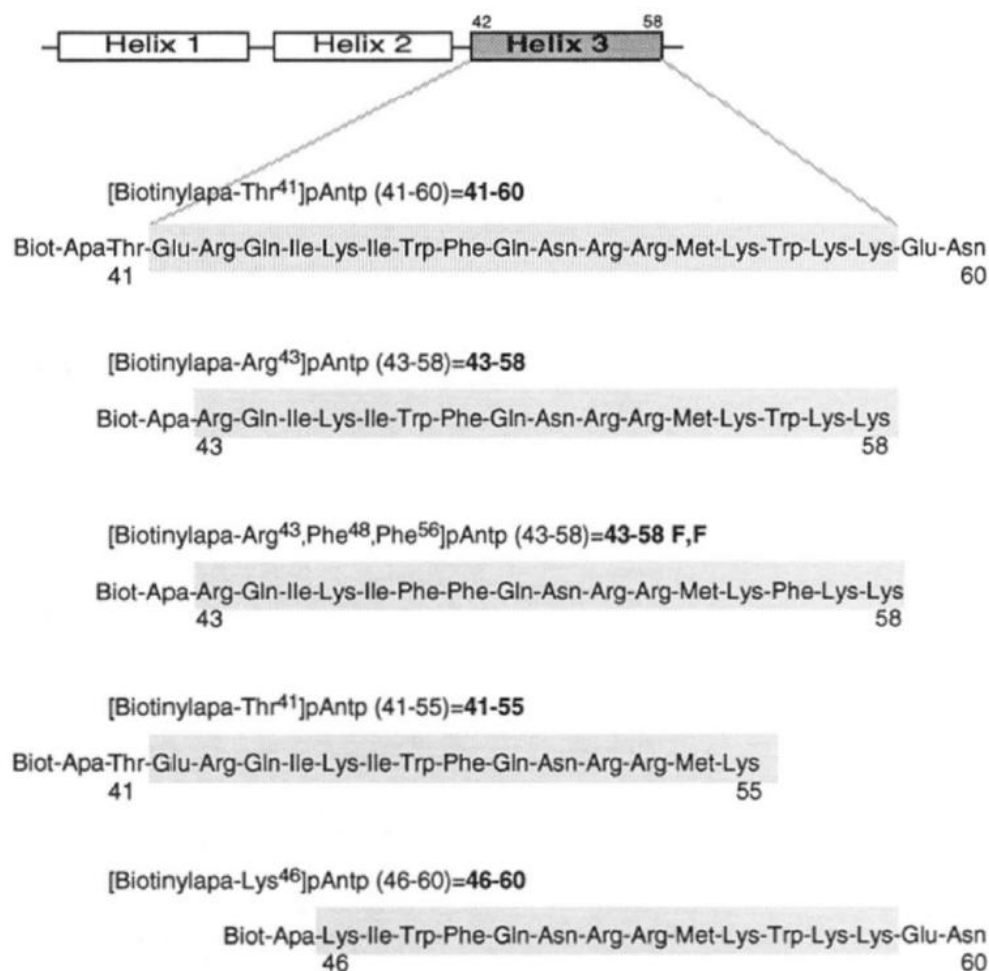 42 58
Helix 1 Helix 2 Helix 3
[Biotinylapa-Thr41]pAntp (41-60)=41-60
Biot-Apa-Thr-Glu-Arg-Gln-Ile-Lys-Ile-Trp-Phe-Gln-Asn-Arg-Arg-Met-Lys-Trp-Lys-Lys-Glu-Asn
41 60
[Biotinylapa-Arg43]pAntp (43-58)=43-58
Biot-Apa-Arg-Gln-Ile-Lys-Ile-Trp-Phe-Gln-Asn-Arg-Arg-Met-Lys-Trp-Lys-Lys
43 58
[Biotinylapa-Arg43,Phe48,Phe56]pAntp (43-58)=43-58 F,F
Biot-Apa-Arg-Gln-Ile-Lys-Ile-Phe-Phe-Gln-Asn-Arg-Arg-Met-Lys-Phe-Lys-Lys
43 58
[Biotinylapa-Thr41]pAntp (41-55)=41-55
Biot-Apa-Thr-Glu-Arg-Gln-Ile-Lys-Ile-Trp-Phe-Gln-Asn-Arg-Arg-Met-Lys
41 55
[Biotinylapa-Lys46]pAntp (46-60)=46-60
Biot-Apa-Lys-Ile-Trp-Phe-Gln-Asn-Arg-Arg-Met-Lys-Trp-Lys-Lys-Glu-Asn
46 60